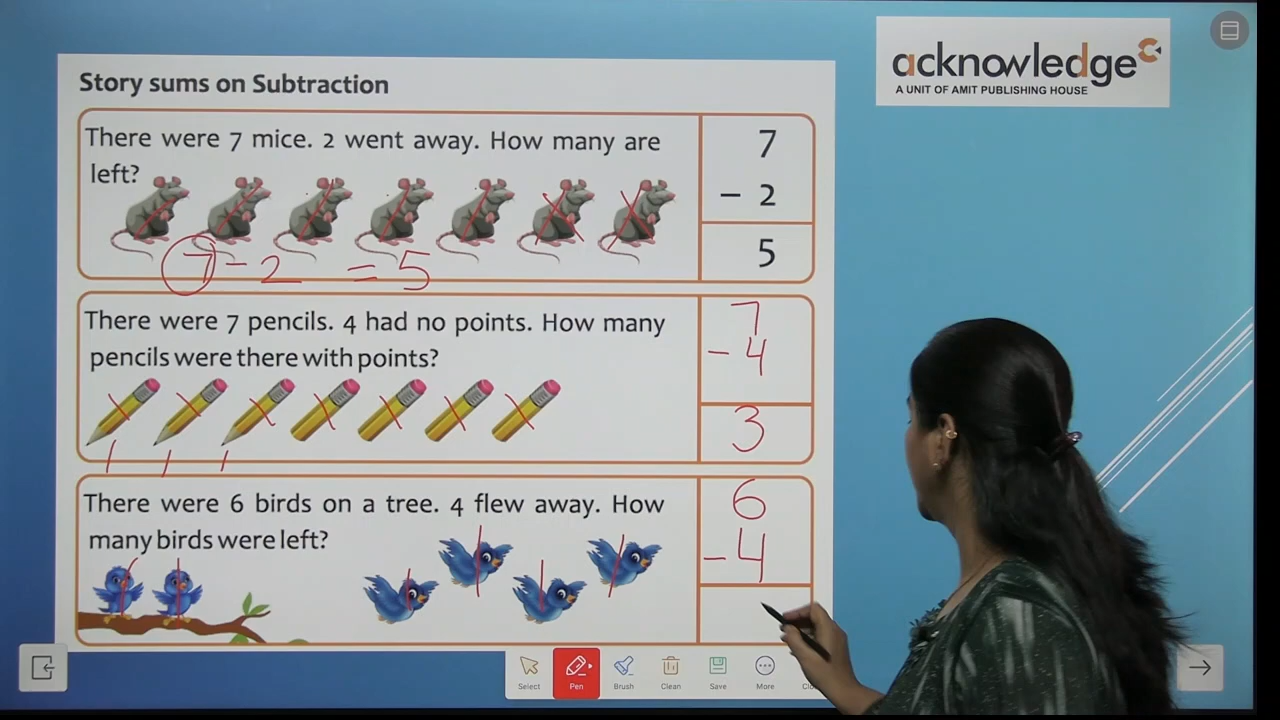 acknowledge
A UNIT OF AMIT PUBLISHING HOUSE
Story sums on Subtraction
There were 7 mice. 2 went away. How many are
left?
7 - 2 = 5
7
- 2
5
There were 7 pencils. 4 had no points. How many
pencils were there with points?
7
- 4
3
There were 6 birds on a tree. 4 flew away. How
many birds were left?
6
- 4
Select
Pen
Brush
Clean
Save
More